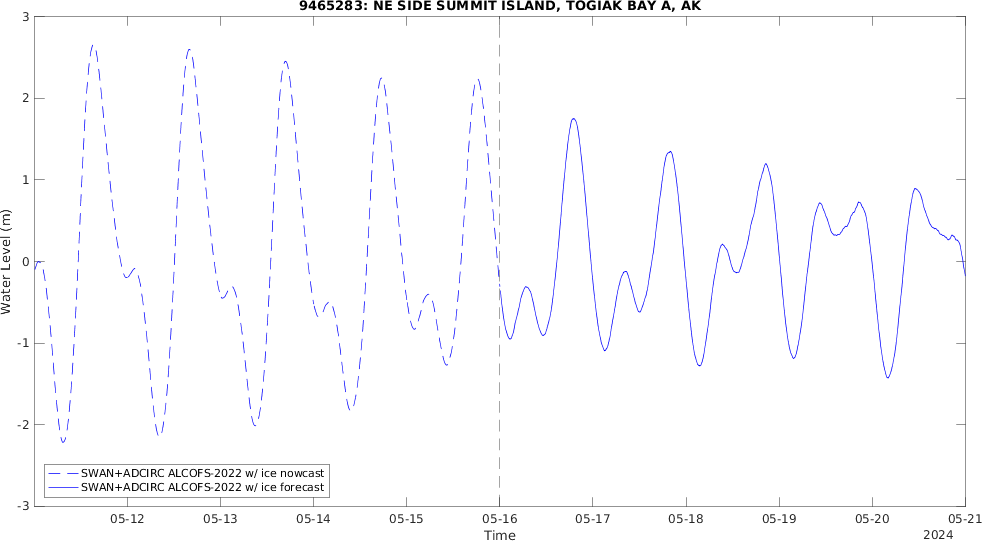 9465283: NE SIDE SUMMIT ISLAND, TOGIAK BAY A, AK
3
2
1
0
-1
-2
-3
Water Level (m)
SWAN+ADCIRC ALCOFS-2022 w/ ice nowcast
SWAN+ADCIRC ALCOFS-2022 w/ ice forecast
05-12 05-13 05-14 05-15 05-16 05-17 05-18 05-19 05-20 05-21
Time
2024